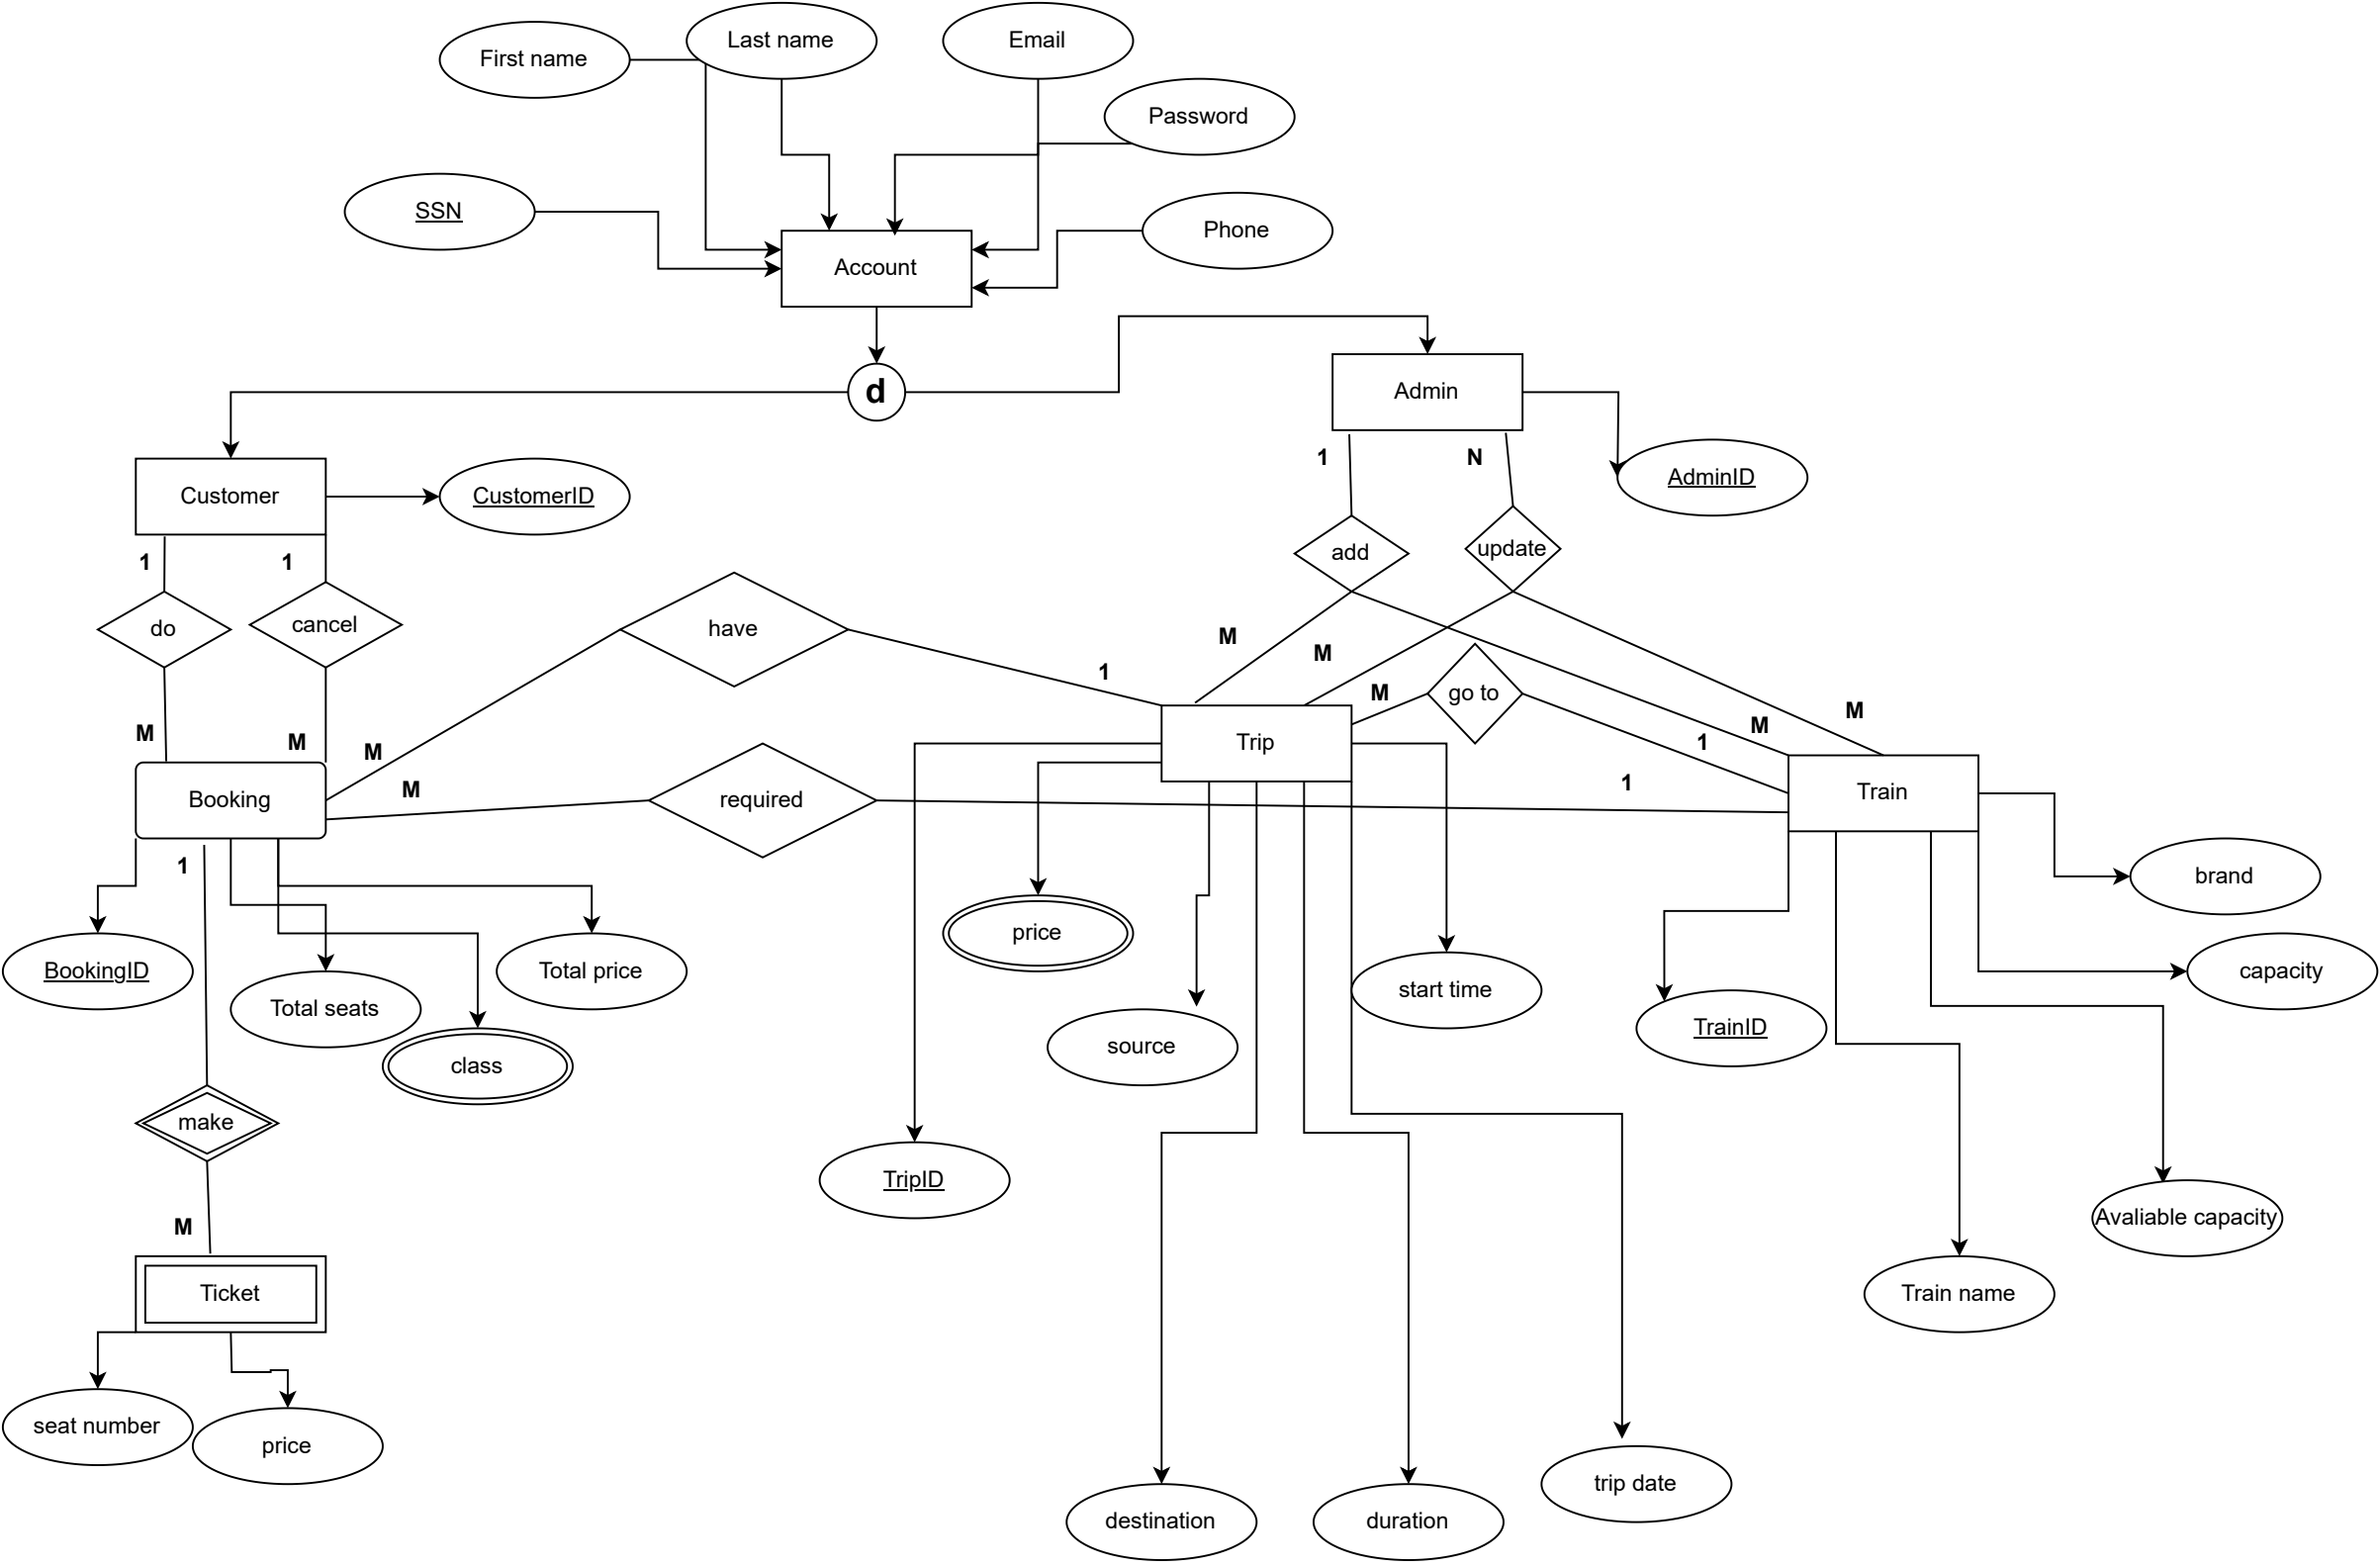 Last name
Email
First name
Password
SSN
Phone
Account
d
Admin
1
N
AdminID
Customer
CustomerID
1
1
add
update
do
cancel
have
M
M
1
M
go to
M
M
1
M
M
M
Trip
1
M
required
1
Booking
Train
1
brand
price
BookingID
Total seats
Total price
start time
capacity
class
source
TrainID
make
TripID
M
Avaliable capacity
Ticket
Train name
seat number
price
trip date
destination
duration